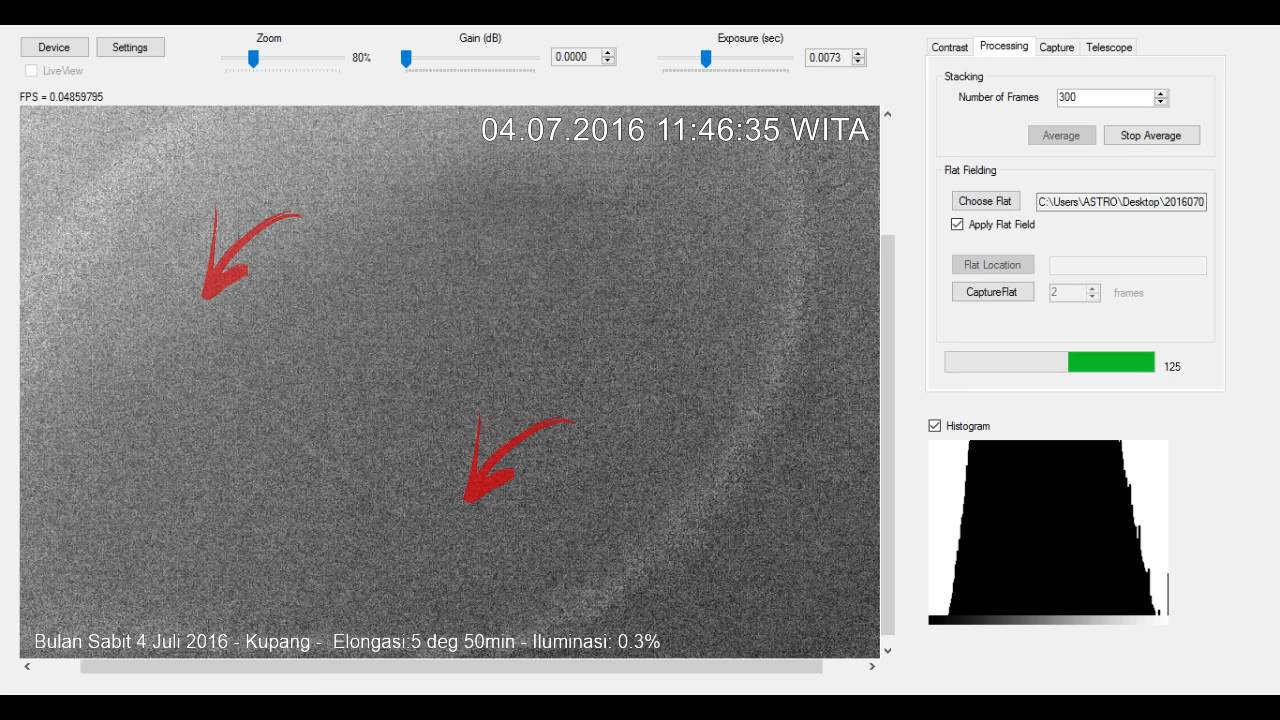 Device
Settings
Zoom
80%
Gain (dB)
0.0000
Exposure (sec)
0.0073
LiveView
FPS = 0.04859795
04.07.2016 11:46:35 WITA
Bulan Sabit 4 Juli 2016 - Kupang - Elongasi:5 deg 50min - Iluminasi: 0.3%
Contrast
Processing
Capture
Telescope
Stacking
Number of Frames
300
Average
Stop Average
Flat Fielding
Choose Flat
C:\Users\ASTRO\Desktop\2016070
Apply Flat Field
Flat Location
CaptureFlat
2
frames
125
Histogram